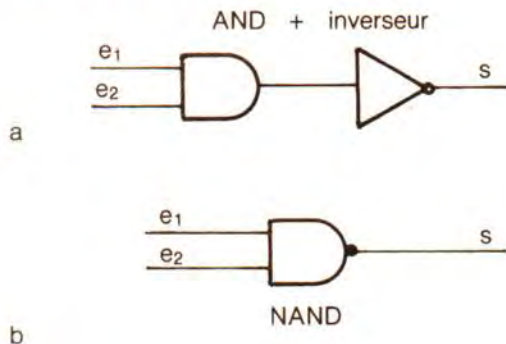 AND + inverseur
e1
e2
s
a
e1
e2
s
NAND
b